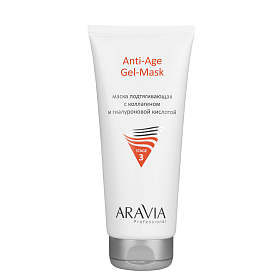 Anti-Age
Gel-Mask
маска подтягивающая
с коллагеном
и гиалуроновой кислотой
STAGE
3
ARAVIA
Professional